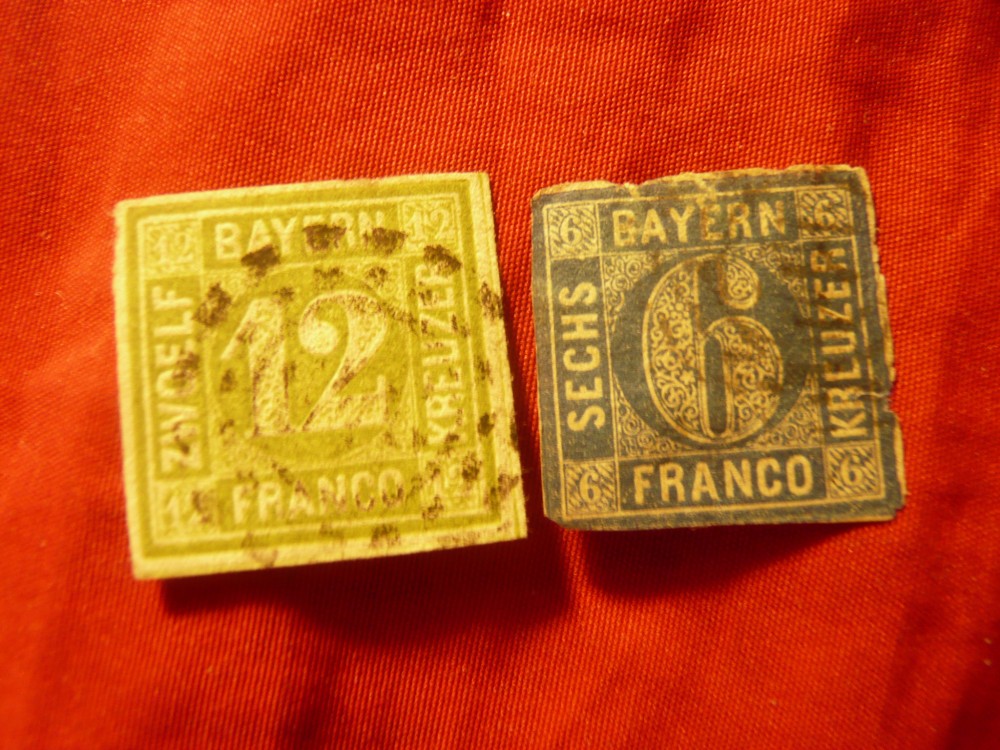 12 BAYERN 12
ZWOELF
12
KREUZER
12 FRANCO 12
6 BAYERN 6
SECHS
6
KREUZER
6 FRANCO 6